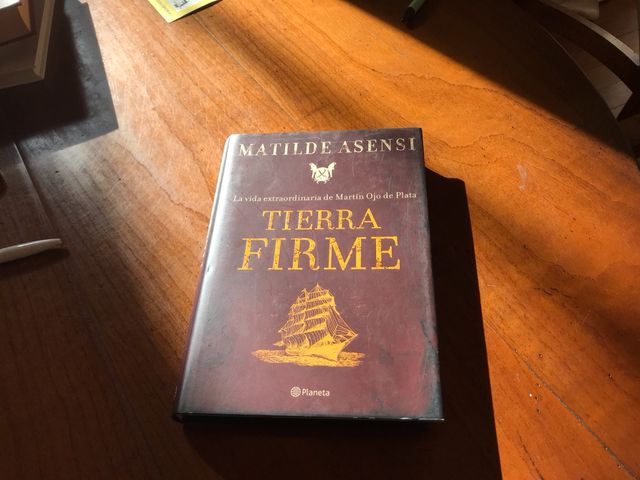 MATILDE ASENSI
La vida extraordinaria de Martín Ojo de Plata
TIERRA
FIRME
Planeta